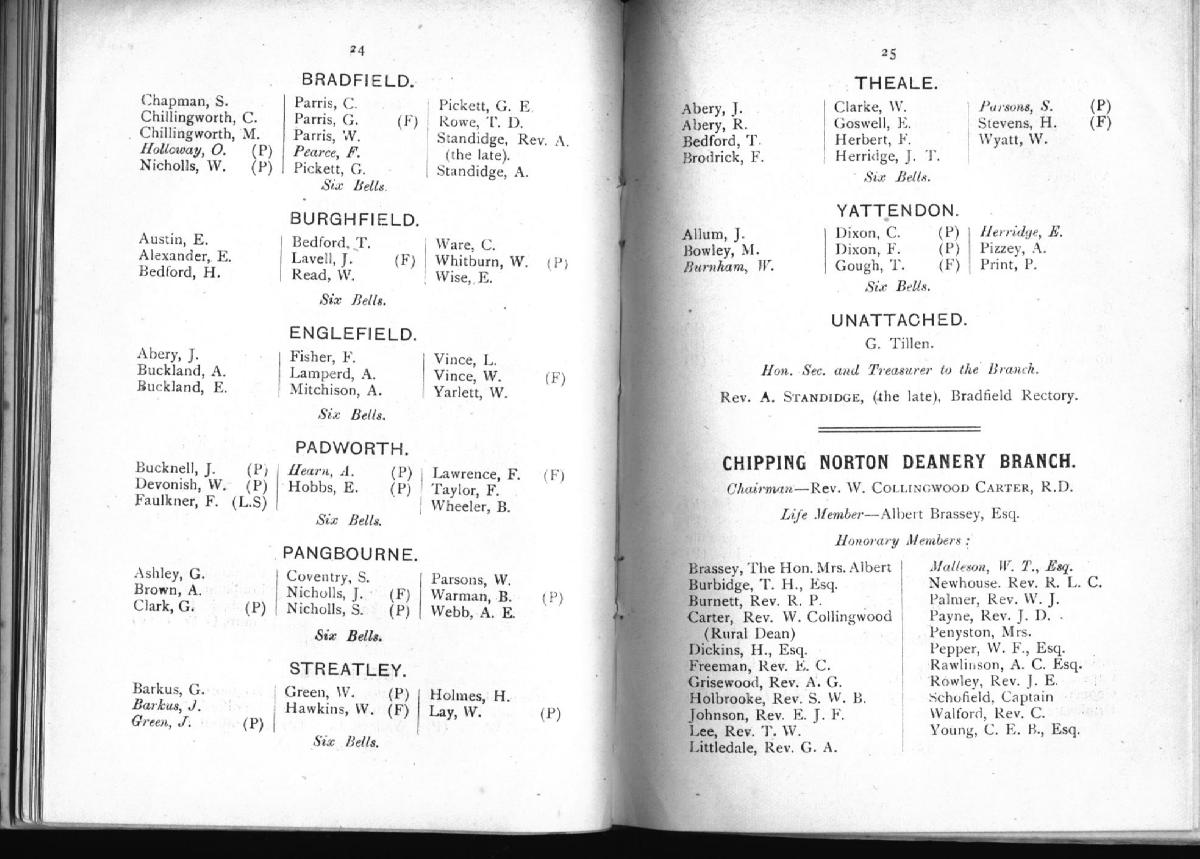 24
BRADFIELD.
Chapman, S.
Chillingworth, C.
Chillingworth, M.
Holloway, O. (P)
Nicholls, W. (P)
Parris, C.
Parris, G. (F)
Parris, W.
Pearce, F.
Pickett, G.
Pickett, G. E
Rowe, T. D.
Standidge, Rev. A.
(the late).
Standidge, A.
Six Bells.
BURGHFIELD.
Austin, E.
Alexander, E.
Bedford, H.
Bedford, T.
Lavell, J. (F)
Read, W.
Ware, C.
Whitburn, W. (P)
Wise, E.
Six Bells.
ENGLEFIELD.
Abery, J.
Buckland, A.
Buckland, E.
Fisher, F.
Lamperd, A.
Mitchison, A.
Vince, L.
Vince, W. (F)
Yarlett, W.
Six Bells.
PADWORTH.
Bucknell, J. (P)
Devonish, W. (P)
Faulkner, F. (L.S)
Hearn, A. (P)
Hobbs, E. (P)
Lawrence, F. (F)
Taylor, F.
Wheeler, B.
Six Bells.
PANGBOURNE.
Ashley, G.
Brown, A.
Clark, G. (P)
Coventry, S.
Nicholls, J. (F)
Nicholls, S. (P)
Parsons, W.
Warman, B. (P)
Webb, A. E.
Six Bells.
STREATLEY.
Barkus, G.
Barkus, J.
Green, J. (P)
Green, W. (P)
Hawkins, W. (F)
Holmes, H.
Lay, W. (P)
Six Bells.
25
THEALE.
Abery, J.
Abery, R.
Bedford, T.
Brodrick, F.
Clarke, W.
Goswell, E.
Herbert, F.
Herridge, J. T.
Parsons, S. (P)
Stevens, H. (F)
Wyatt, W.
Six Bells.
YATTENDON.
Allum, J.
Bowley, M.
Burnham, W.
Dixon, C. (P)
Dixon, F. (P)
Gough, T. (F)
Herridge, E.
Pizzey, A.
Print, P.
Six Bells.
UNATTACHED.
G. Tillen.
Hon. Sec. and Treasurer to the Branch.
Rev. A. STANDIDGE, (the late), Bradfield Rectory.
CHIPPING NORTON DEANERY BRANCH.
Chairman—Rev. W. COLLINGWOOD CARTER, R.D.
Life Member—Albert Brassey, Esq.
Honorary Members :
Brassey, The Hon. Mrs. Albert
Burbidge, T. H., Esq.
Burnett, Rev. R. P.
Carter, Rev. W. Collingwood
(Rural Dean)
Dickins, H., Esq.
Freeman, Rev. E. C.
Grisewood, Rev. A. G.
Holbrooke, Rev. S. W. B.
Johnson, Rev. E. J. F.
Lee, Rev. T. W.
Littledale, Rev. G. A.
Malleson, W. T., Esq.
Newhouse. Rev. R. L. C.
Palmer, Rev. W. J.
Payne, Rev. J. D.
Penyston, Mrs.
Pepper, W. F., Esq.
Rawlinson, A. C. Esq.
Rowley, Rev. J. E.
Schofield, Captain
Walford, Rev. C.
Young, C. E. B., Esq.